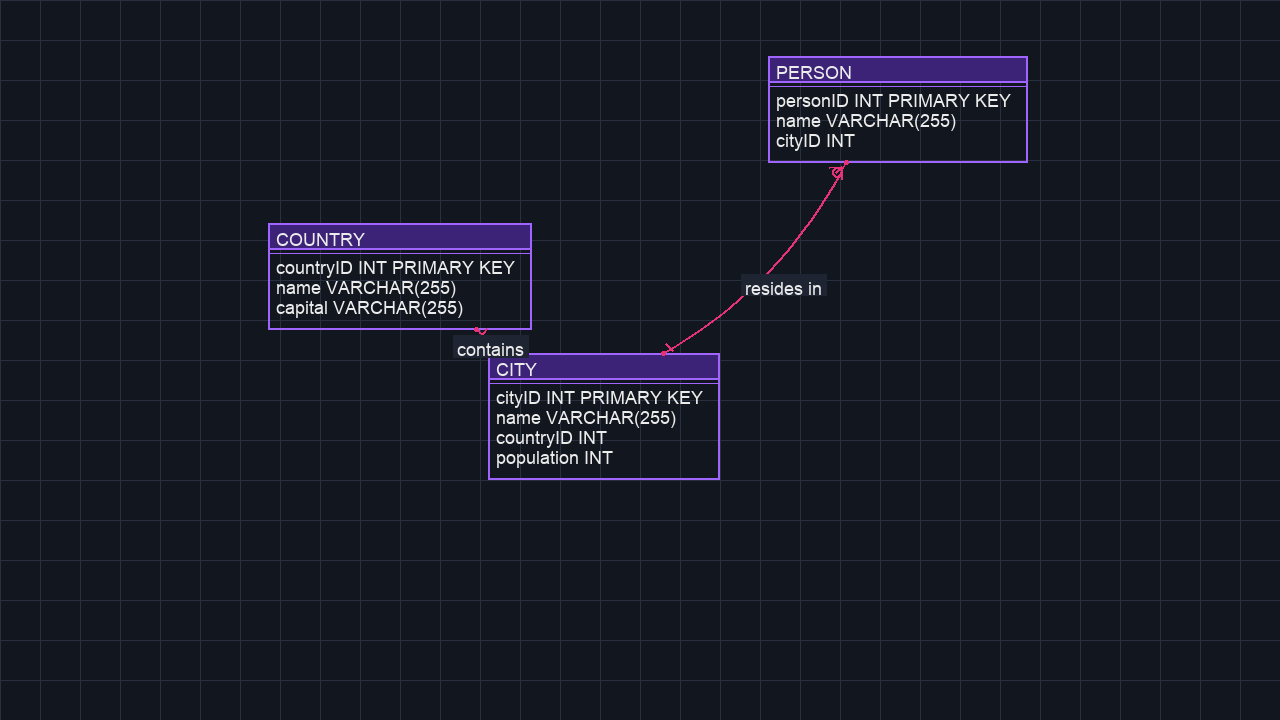 PERSON
personID INT PRIMARY KEY
name VARCHAR(255)
cityID INT
COUNTRY
countryID INT PRIMARY KEY
name VARCHAR(255)
capital VARCHAR(255)
resides in
contains
CITY
cityID INT PRIMARY KEY
name VARCHAR(255)
countryID INT
population INT